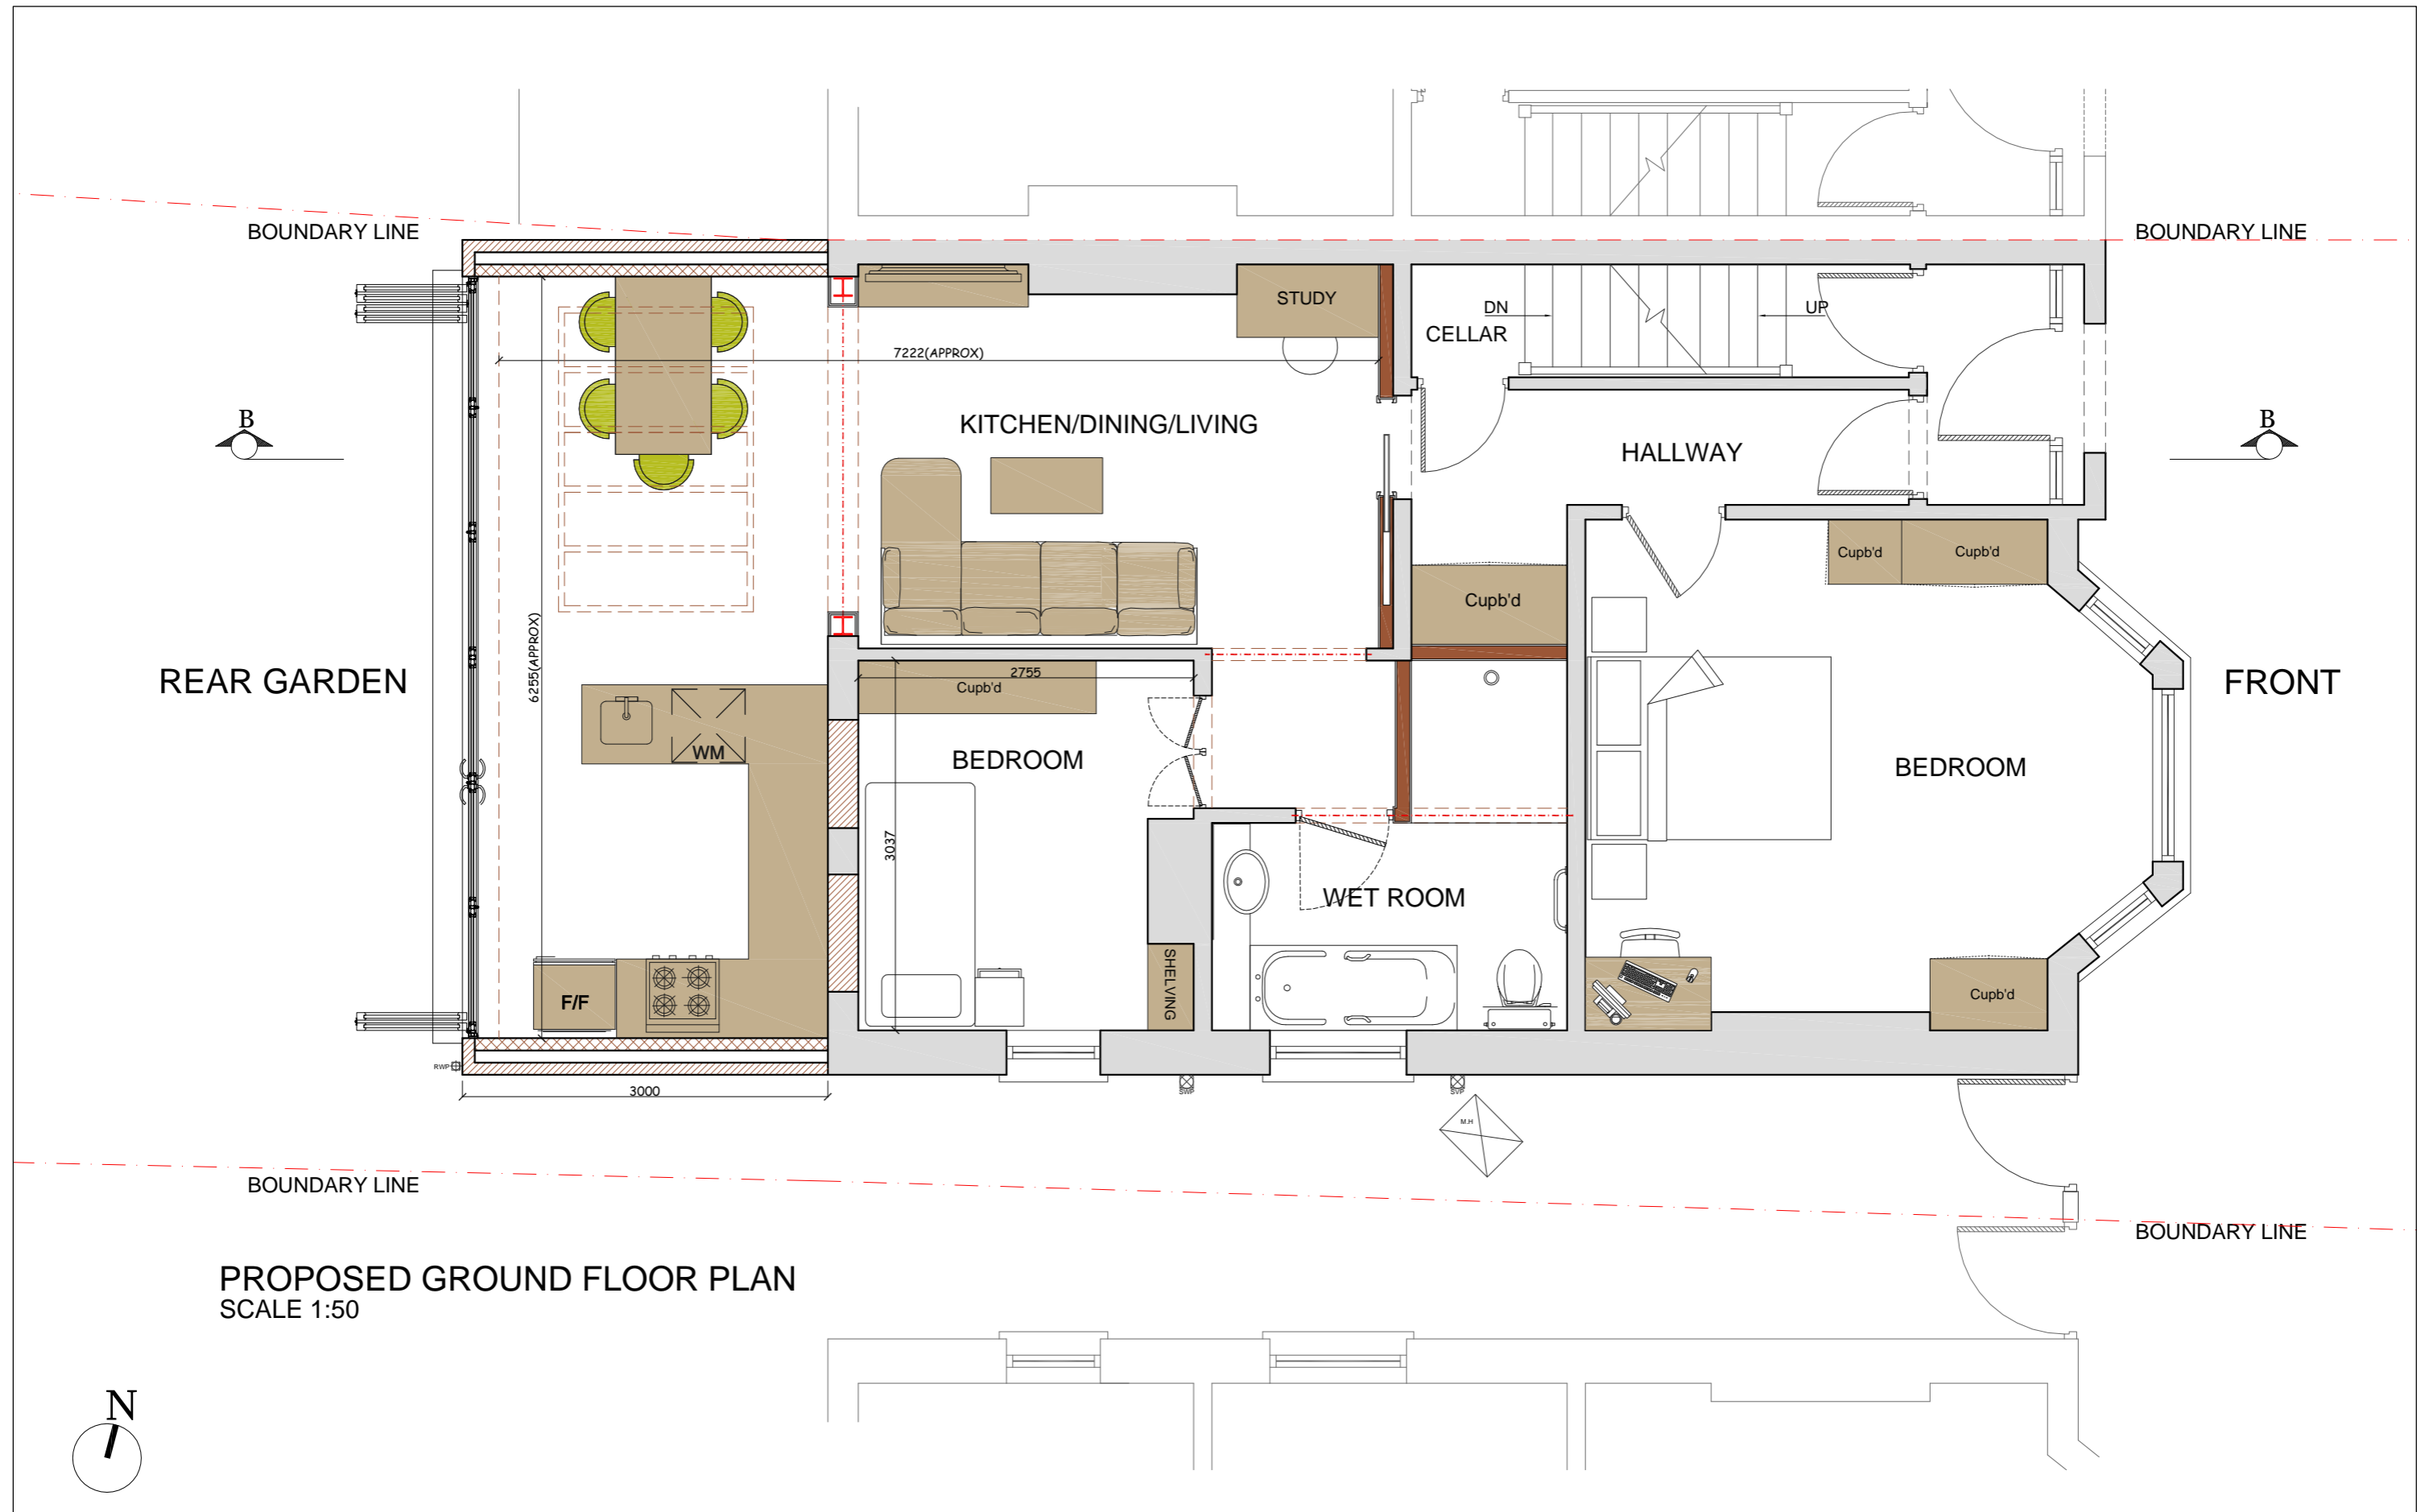 BOUNDARY LINE
BOUNDARY LINE
STUDY
DN
UP
CELLAR
7222(APPROX)
B
B
KITCHEN/DINING/LIVING
HALLWAY
Cupb'd
Cupb'd
Cupb'd
6255(APPROX)
REAR GARDEN
2755
Cupb'd
FRONT
WM
BEDROOM
BEDROOM
3037
WET ROOM
SHELVING
F/F
Cupb'd
RWP
3000
SWP
SVP
M.H
BOUNDARY LINE
BOUNDARY LINE
PROPOSED GROUND FLOOR PLAN
SCALE 1:50
N